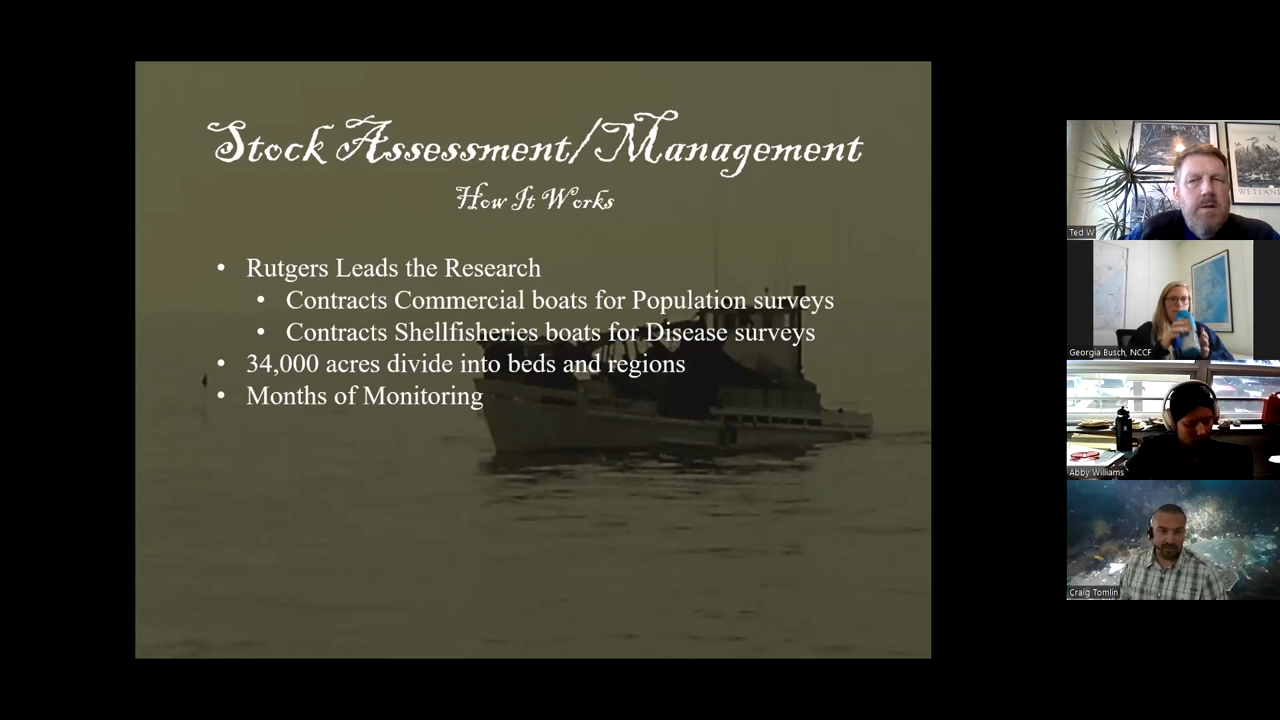 Stock Assessment/Management
How It Works
• Rutgers Leads the Research
• Contracts Commercial boats for Population surveys
• Contracts Shellfisheries boats for Disease surveys
• 34,000 acres divide into beds and regions
• Months of Monitoring
Ted W
WETLAND
Georgia Busch, NCCF
Abby Williams
Craig Tomlin